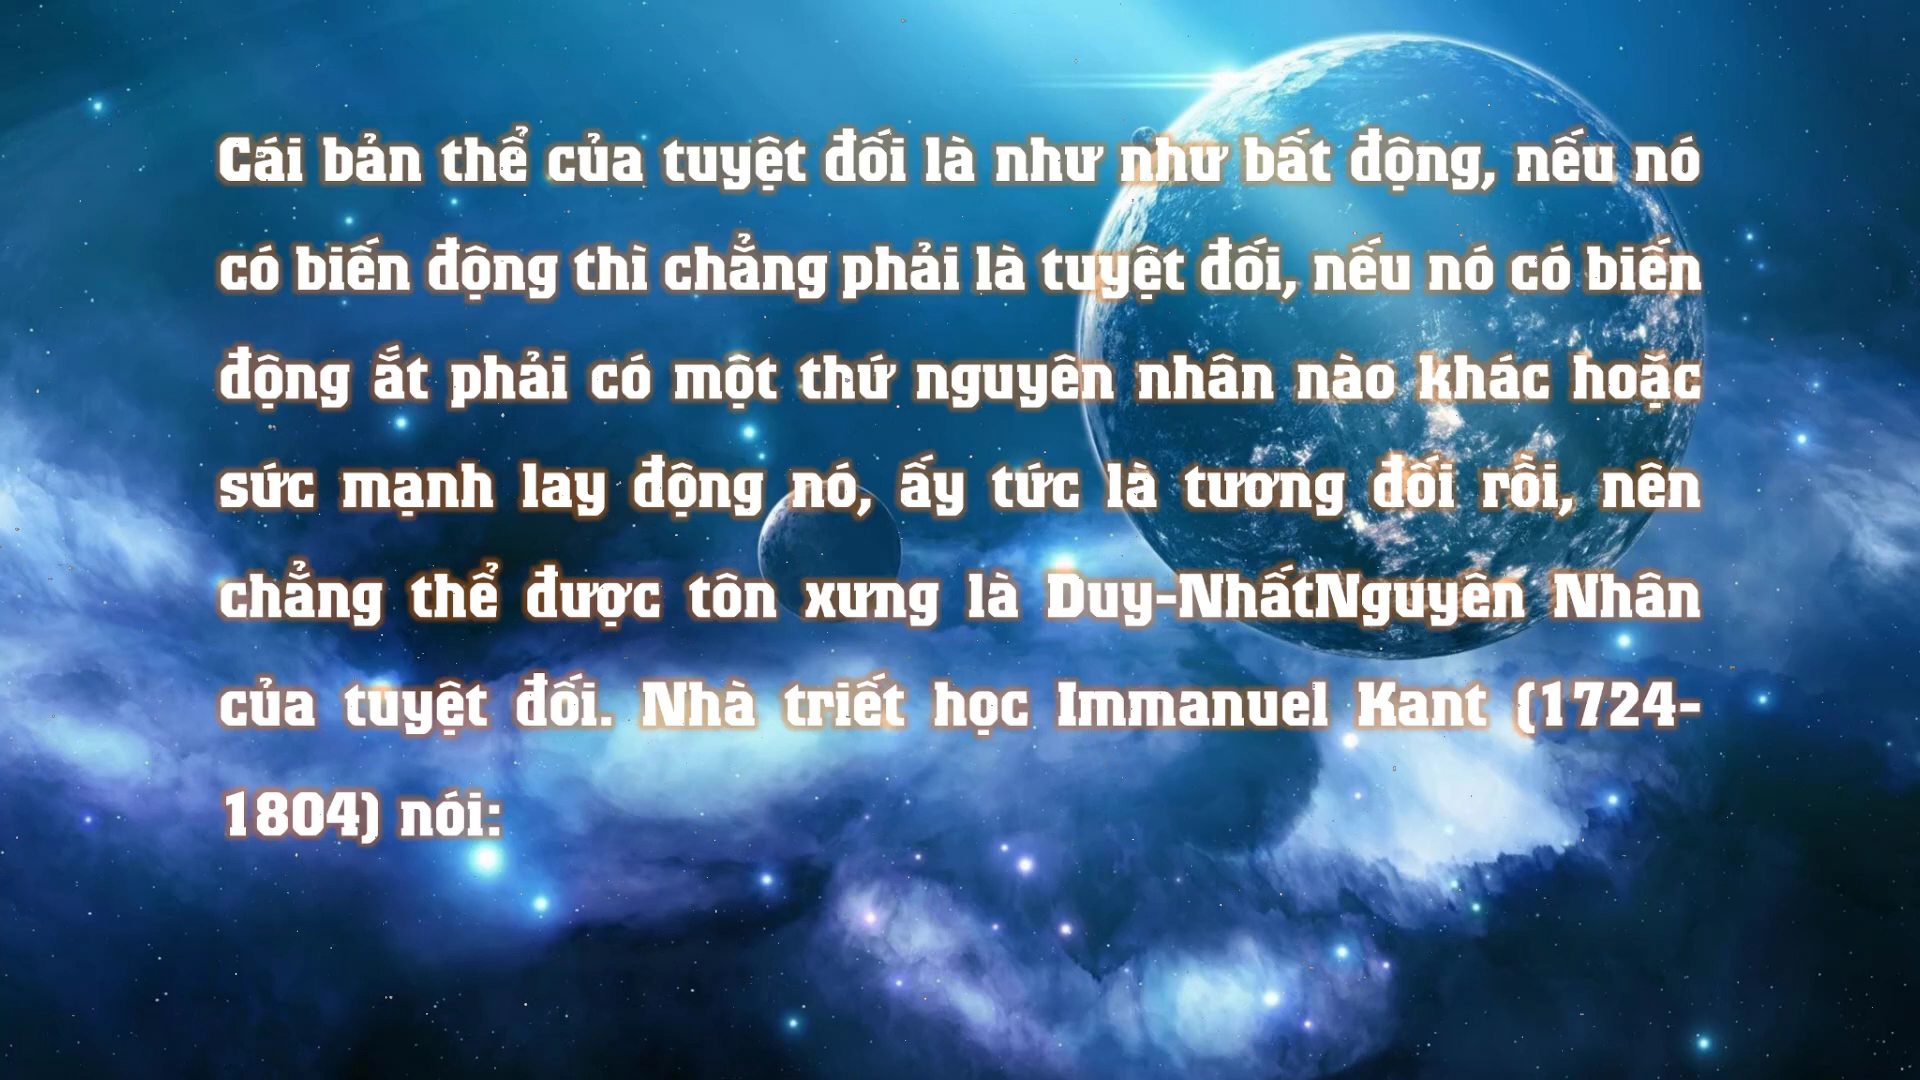 Cái bản thể của tuyệt đối là như như bất động, nếu nó
có biến động thì chẳng phải là tuyệt đối, nếu nó có biến
động ắt phải có một thứ nguyên nhân nào khác hoặc
sức mạnh lay động nó, ấy tức là tương đối rồi, nên
chẳng thể được tôn xưng là Duy-NhấtNguyên Nhân
của tuyệt đối. Nhà triết học Immanuel Kant (1724-
1804) nói: